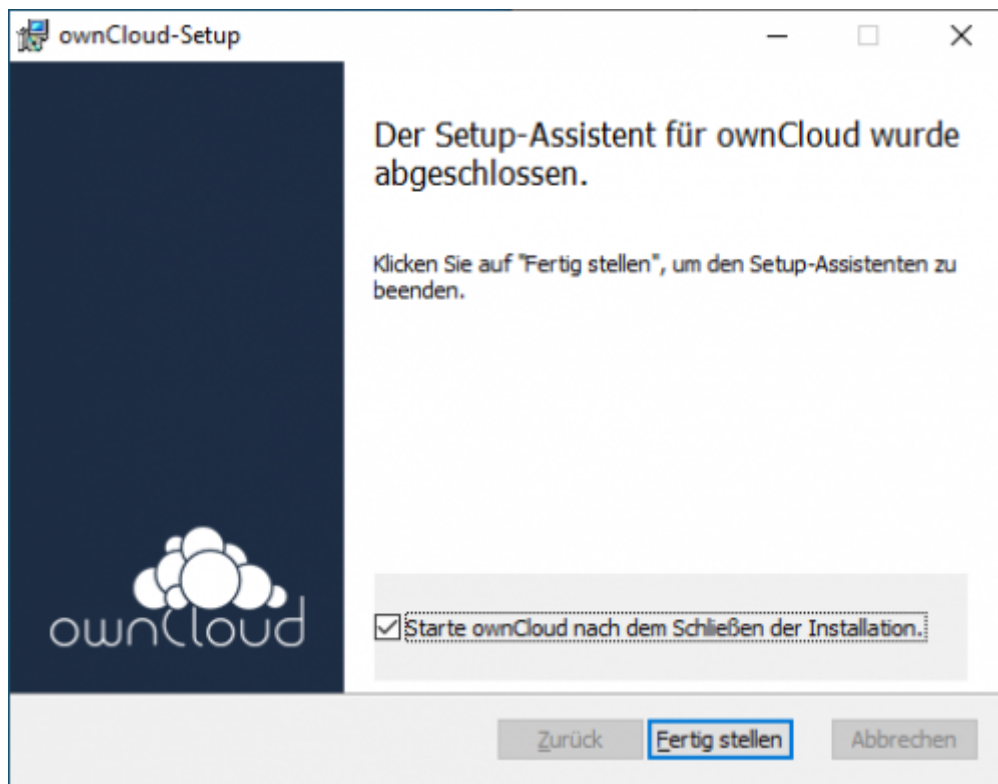 ownCloud-Setup
Der Setup-Assistent für ownCloud wurde
abgeschlossen.
Klicken Sie auf "Fertig stellen", um den Setup-Assistenten zu
beenden.
ownCloud
Starte ownCloud nach dem Schließen der Installation.
Zurück
Fertig stellen
Abbrechen